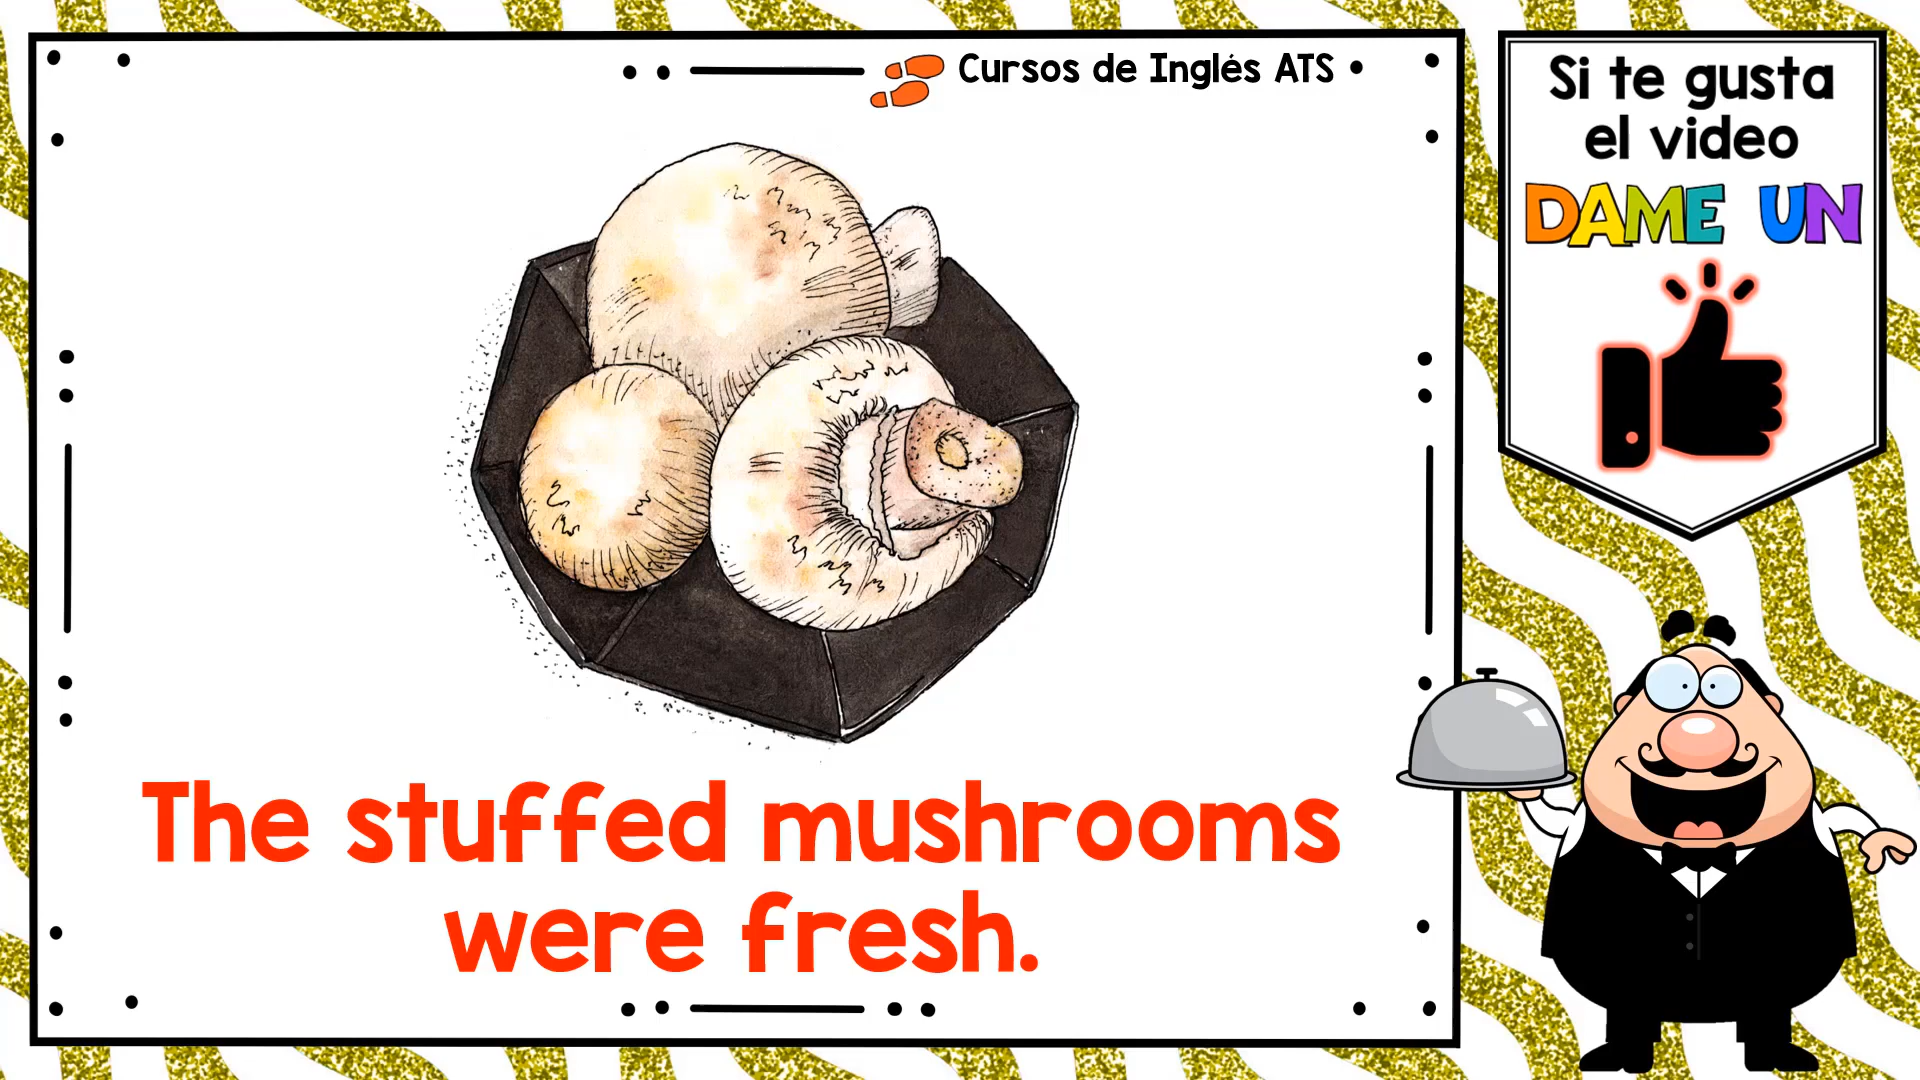 Cursos de Inglés ATS
Si te gusta
el video
DAME UN
The stuffed mushrooms
were fresh.